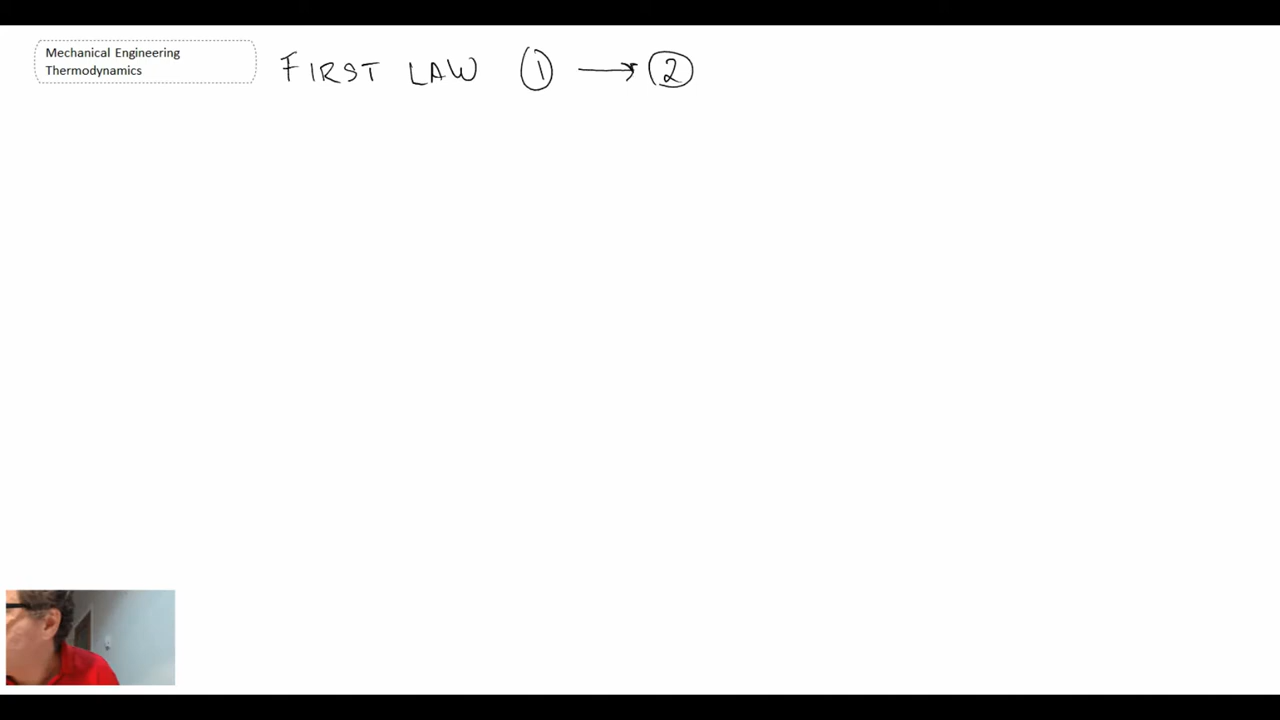 Mechanical Engineering
Thermodynamics
FIRST LAW ① → ②